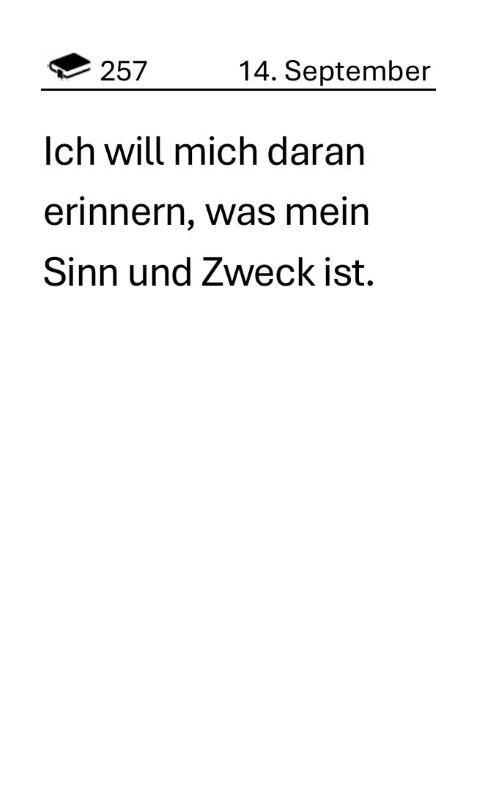 257 14. September
Ich will mich daran
erinnern, was mein
Sinn und Zweck ist.